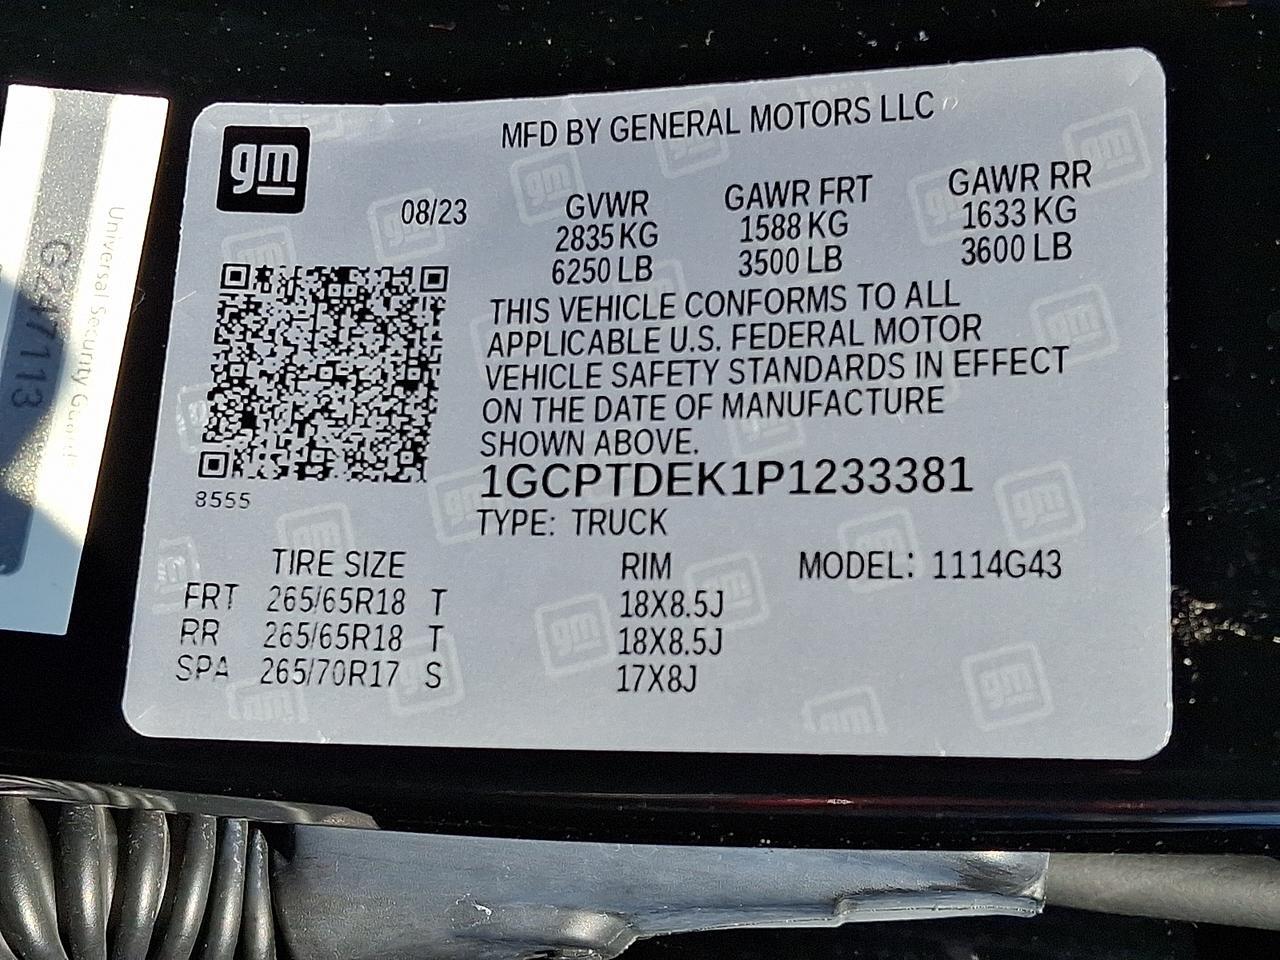 gm
MFD BY GENERAL MOTORS LLC
08/23
GVWR GAWR FRT GAWR RR
2835 KG 1588 KG 1633 KG
6250 LB 3500 LB 3600 LB
THIS VEHICLE CONFORMS TO ALL
APPLICABLE U.S. FEDERAL MOTOR
VEHICLE SAFETY STANDARDS IN EFFECT
ON THE DATE OF MANUFACTURE
SHOWN ABOVE.
1GCPTDEK1P1233381
8555
TYPE: TRUCK
TIRE SIZE RIM MODEL: 1114G43
FRT 265/65R18 T 18X8.5J
RR 265/65R18 T 18X8.5J
SPA 265/70R17 S 17X8J
Universal Security Guard